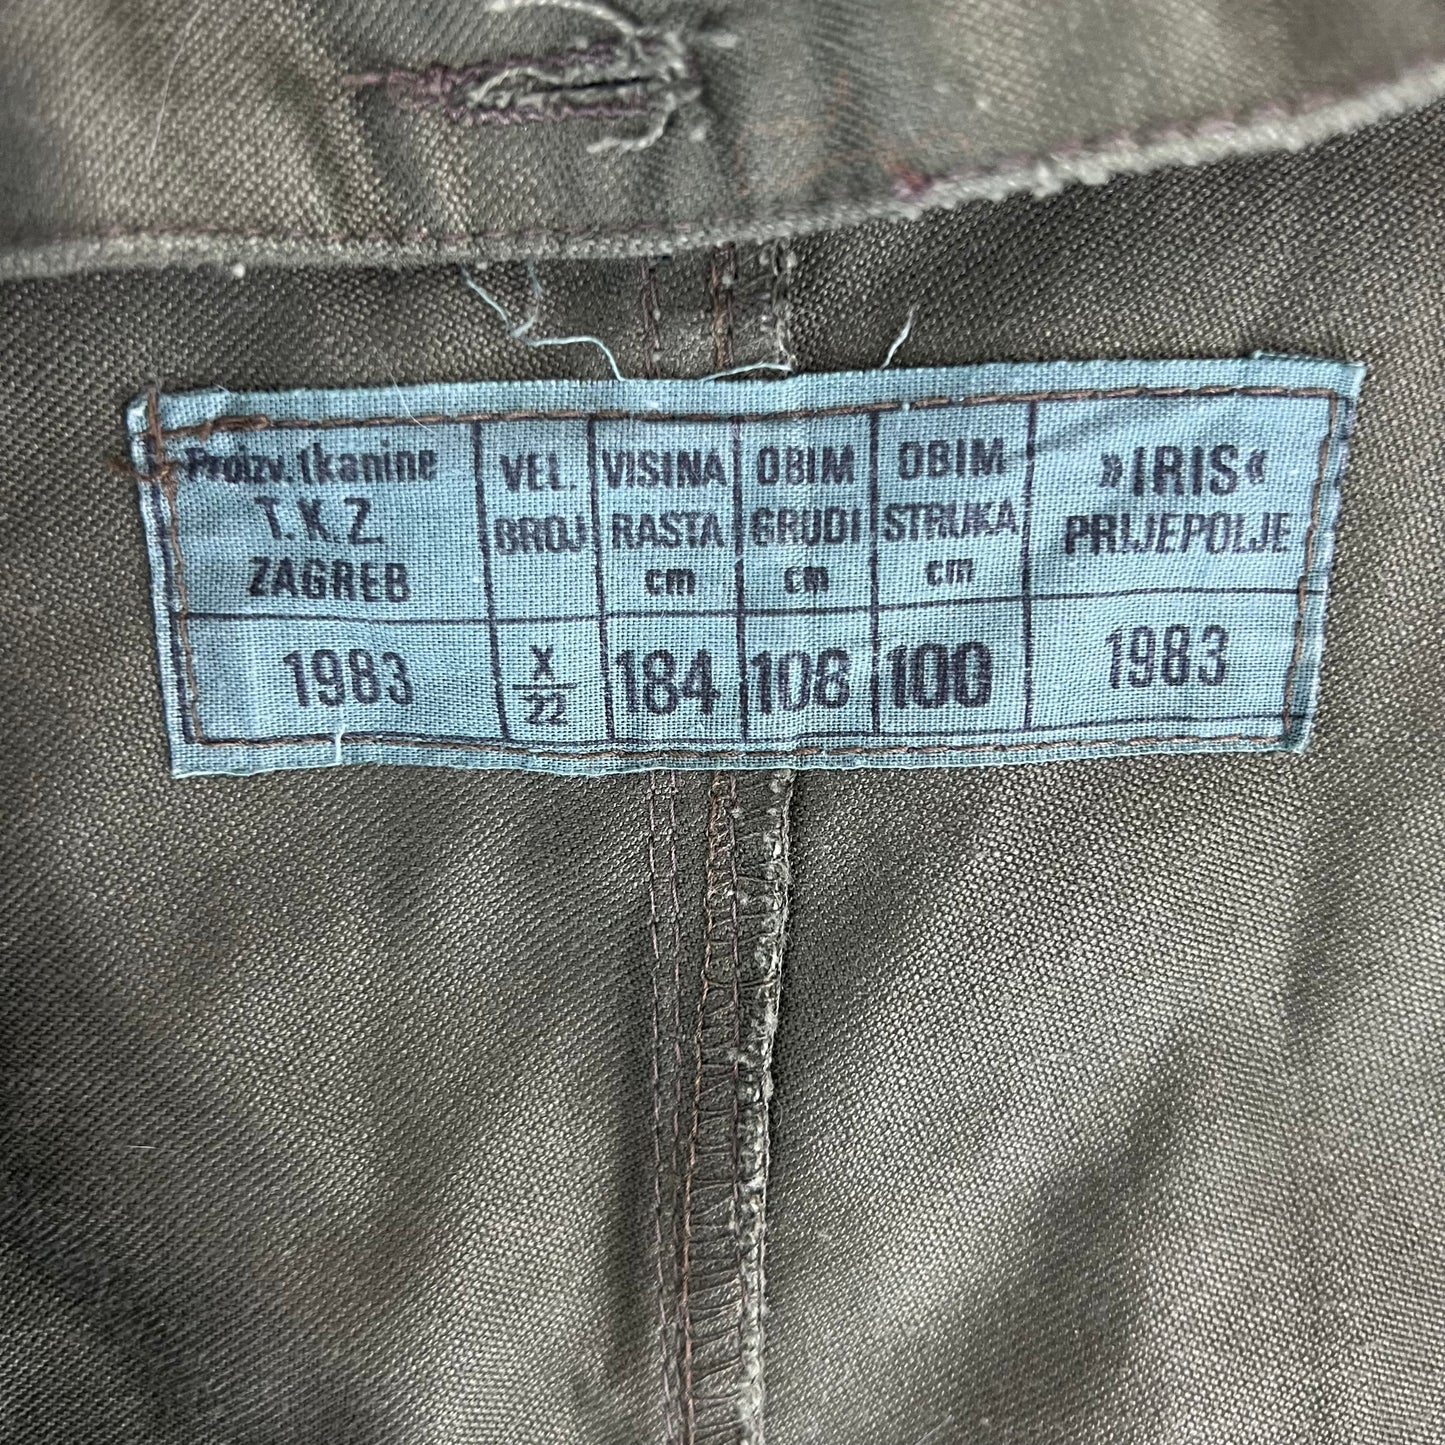 Proizv. tkanine
T.K.Z.
ZAGREB
1983
VEL.
BROJ
X
22
VISINA
RASTA
cm
184
OBIM
GRUDI
cm
108
OBIM
STRUKA
cm
100
»IRIS«
PRIJEPOLJE
1983